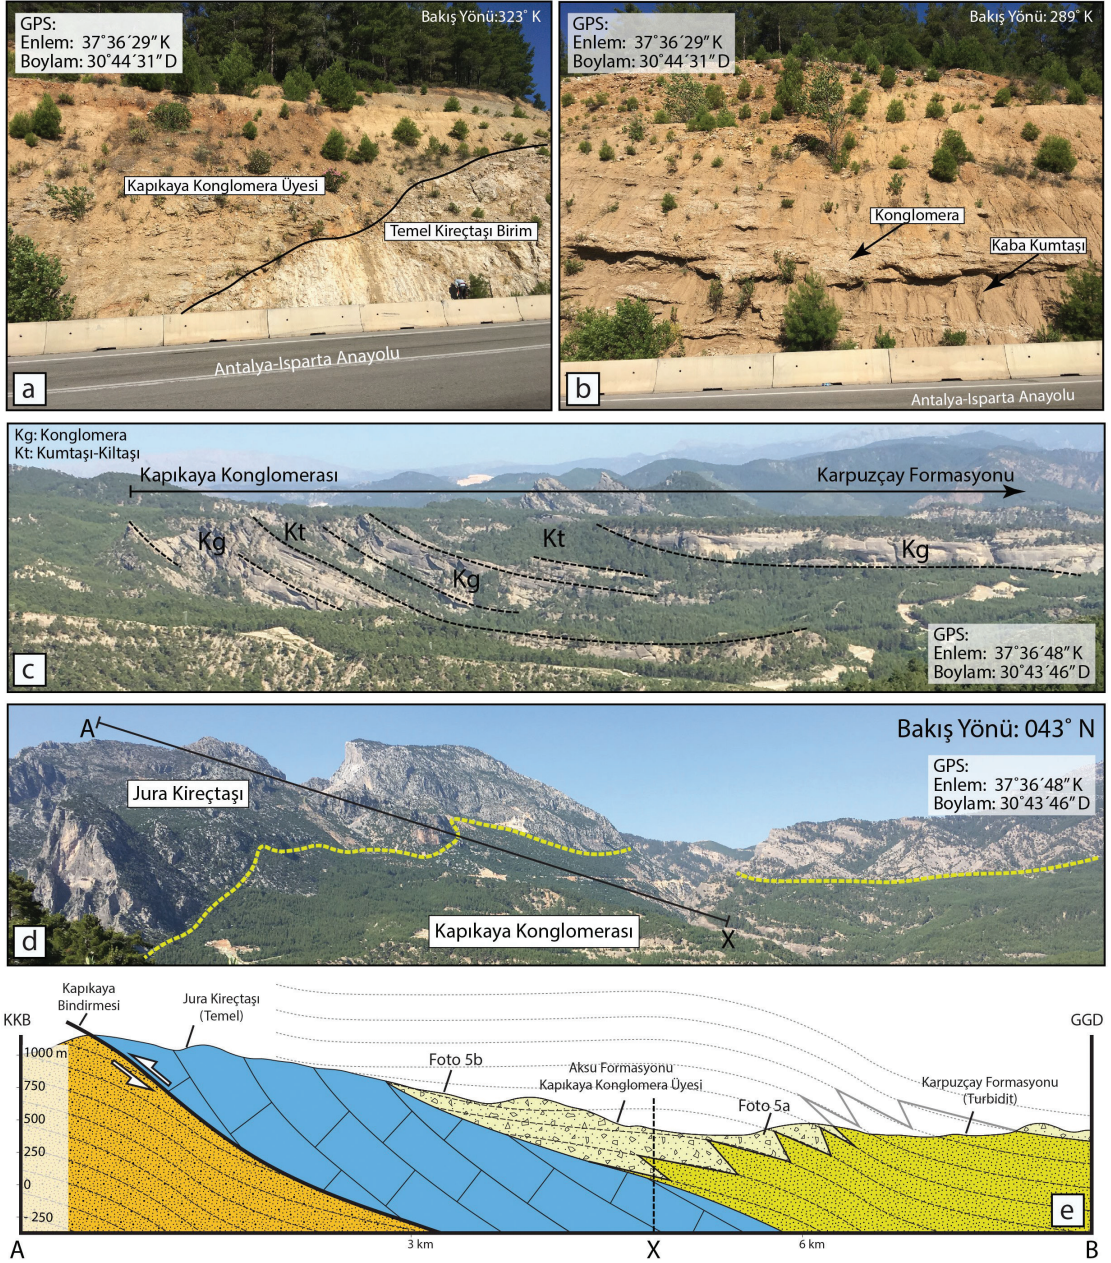 GPS:
Enlem: 37˚36´29” K
Boylam: 30˚44´31” D
Bakış Yönü:323˚ K
Kapıkaya Konglomera Üyesi
Temel Kireçtaşı Birim
Antalya-Isparta Anayolu
a
GPS:
Enlem: 37˚36´29” K
Boylam: 30˚44´31” D
Bakış Yönü: 289˚ K
Konglomera
Kaba Kumtaşı
Antalya-Isparta Anayolu
b
Kg: Konglomera
Kt: Kumtaşı-Kiltaşı
Kapıkaya Konglomerası
Karpuzçay Formasyonu
Kg
Kt
Kg
Kt
Kg
GPS:
Enlem: 37˚36´48” K
Boylam: 30˚43´46” D
c
A
Bakış Yönü: 043˚ N
GPS:
Enlem: 37˚36´48” K
Boylam: 30˚43´46” D
Jura Kireçtaşı
Kapıkaya Konglomerası
X
d
Kapıkaya
Bindirmesi
Jura Kireçtaşı
(Temel)
KKB
GGD
1000 m
750
500
250
0
- 250
Foto 5b
Aksu Formasyonu
Kapıkaya Konglomera Üyesi
Foto 5a
Karpuzçay Formasyonu
(Turbidit)
e
A
3 km
X
6 km
B